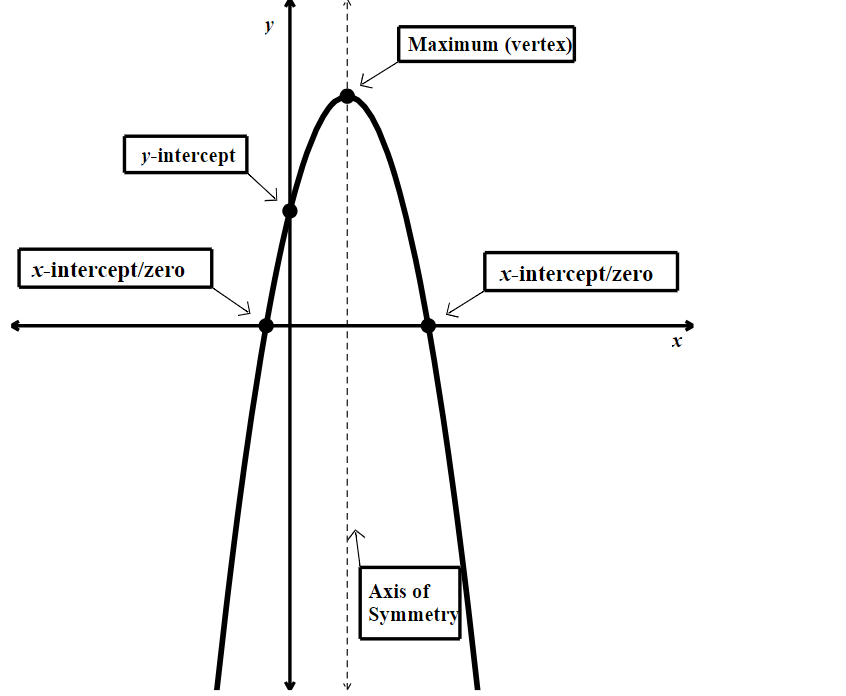 y
Maximum (vertex)
y-intercept
x-intercept/zero
x-intercept/zero
x
Axis of
Symmetry